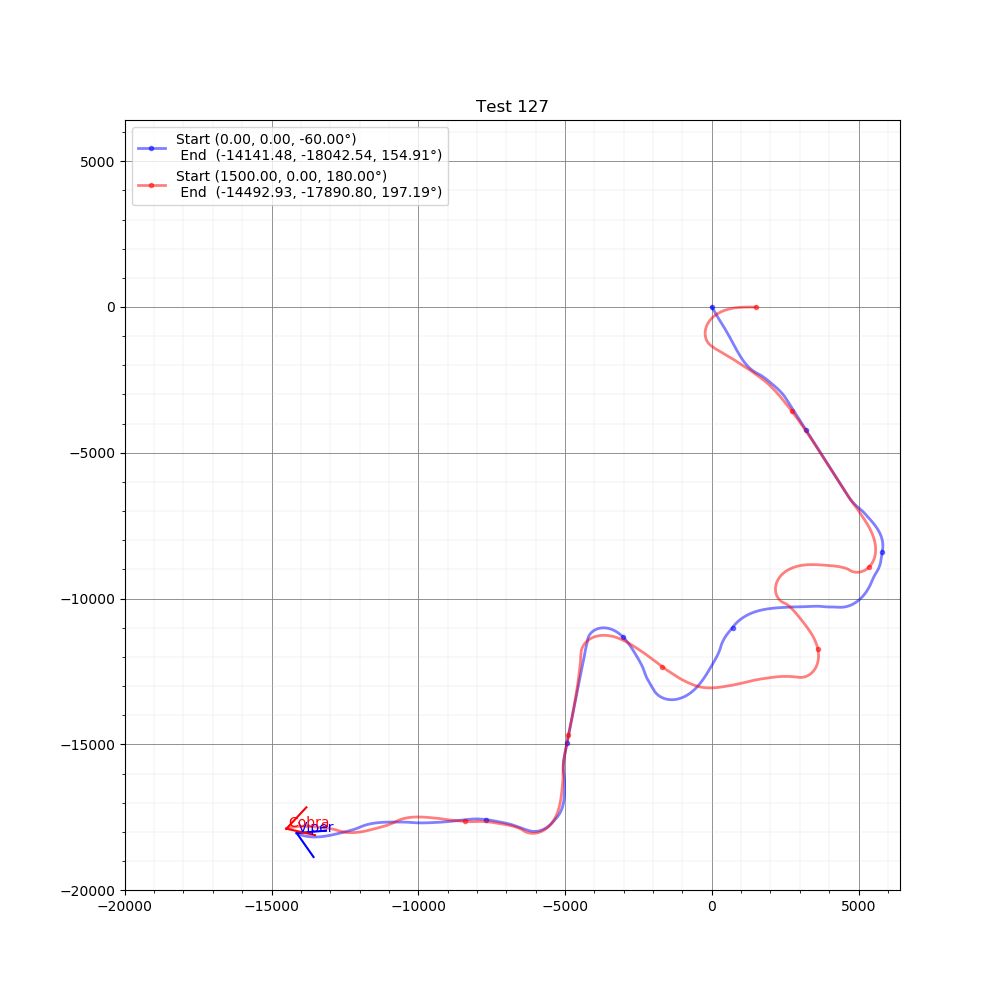 Test 127
Start (0.00, 0.00, -60.00°)
End  (-14141.48, -18042.54, 154.91°)
Start (1500.00, 0.00, 180.00°)
End  (-14492.93, -17890.80, 197.19°)
5000
0
−5000
−10000
−15000
−20000
Cobra
Viper
−20000 −15000 −10000 −5000 0 5000